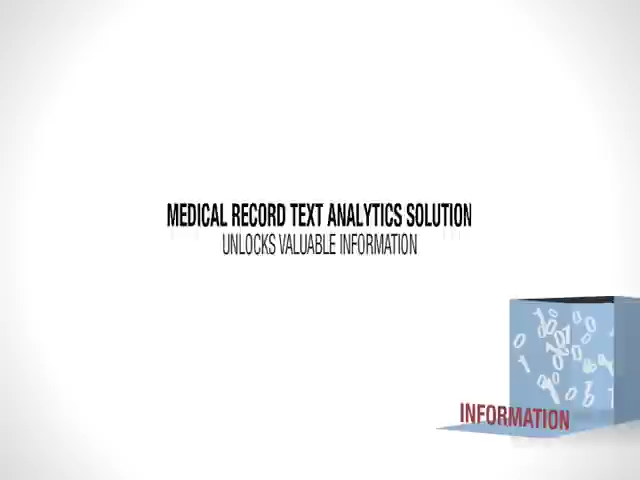 MEDICAL RECORD TEXT ANALYTICS SOLUTION
UNLOCKS VALUABLE INFORMATION
INFORMATION